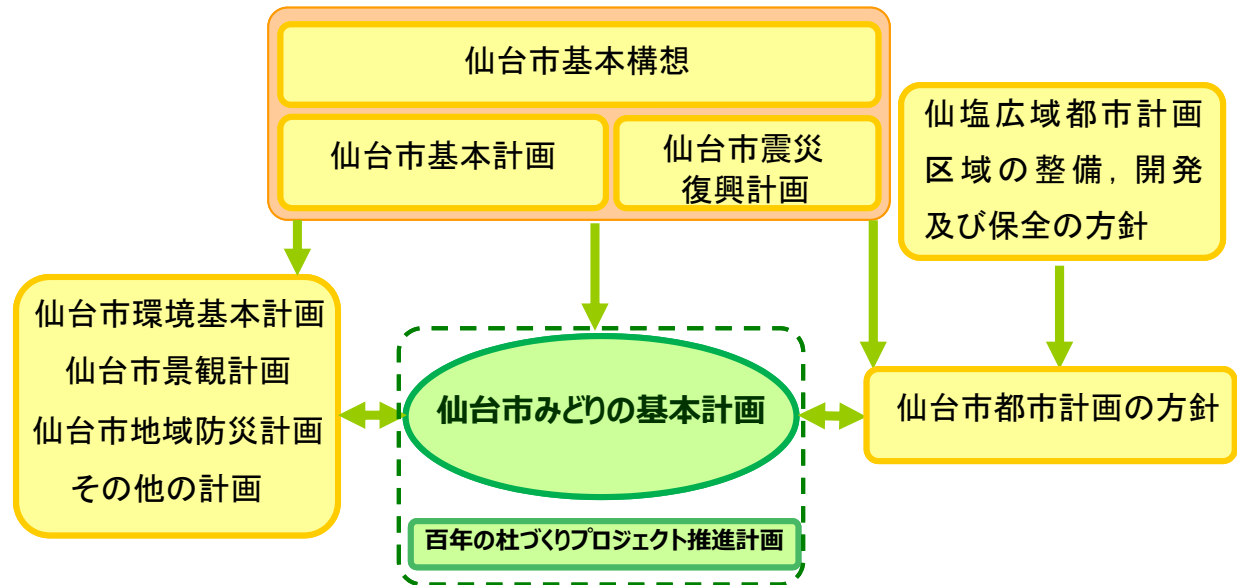 仙台市基本構想
仙台市基本計画
仙台市震災
復興計画
仙塩広域都市計画
区域の整備，開発
及び保全の方針
仙台市環境基本計画
仙台市景観計画
仙台市地域防災計画
その他の計画
仙台市みどりの基本計画
仙台市都市計画の方針
百年の杜づくりプロジェクト推進計画